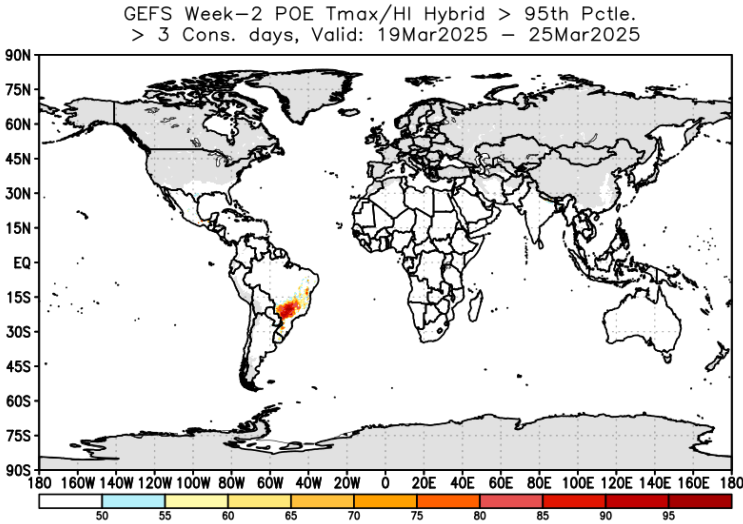 GEFS Week-2 POE Tmax/HI Hybrid > 95th Pctle.
> 3 Cons. days, Valid: 19Mar2025 - 25Mar2025
90N
75N
60N
45N
30N
15N
EQ
15S
30S
45S
60S
75S
90S
180 160W 140W 120W 100W 80W 60W 40W 20W 0 20E 40E 60E 80E 100E 120E 140E 160E 180
50 55 60 65 70 75 80 85 90 95